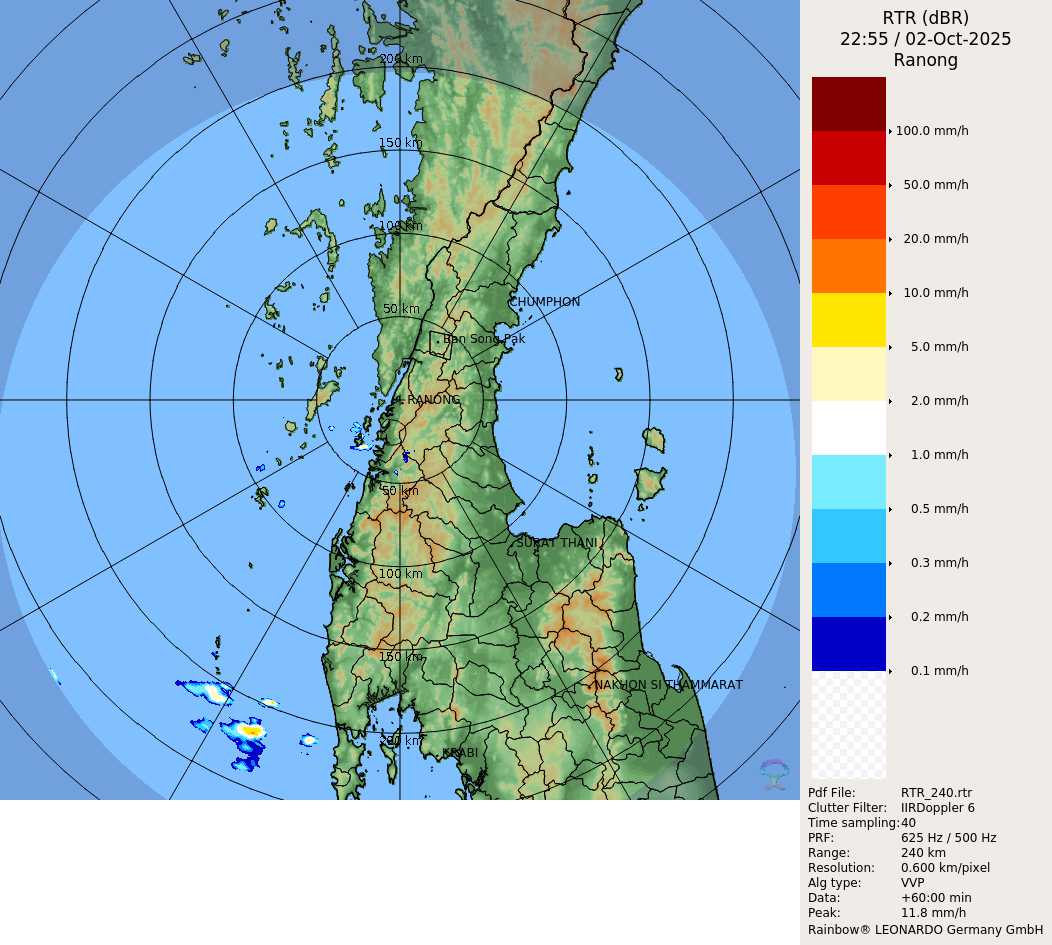 RTR (dBR)
22:55 / 02-Oct-2025
Ranong
100.0 mm/h
50.0 mm/h
20.0 mm/h
10.0 mm/h
5.0 mm/h
2.0 mm/h
1.0 mm/h
0.5 mm/h
0.3 mm/h
0.2 mm/h
0.1 mm/h
200 km
150 km
100 km
50 km
CHUMPHON
Ban Song Pak
RANONG
50 km
SURAT THANI
100 km
150 km
NAKHON SI THAMMARAT
200 km
KRABI
Pdf File: RTR_240.rtr
Clutter Filter: IIRDoppler 6
Time sampling:40
PRF: 625 Hz / 500 Hz
Range: 240 km
Resolution: 0.600 km/pixel
Alg type: VVP
Data: +60:00 min
Peak: 11.8 mm/h
Rainbow® LEONARDO Germany GmbH